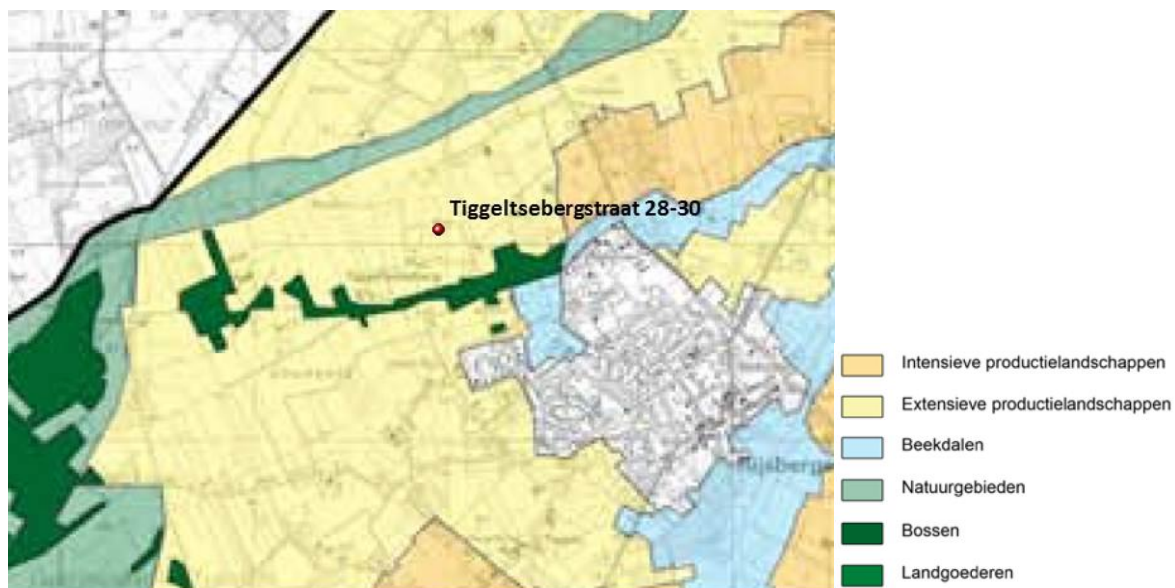 Tiggeltsebergstraat 28-30
Intensieve productielandschappen
Extensieve productielandschappen
Beekdalen
Natuurgebieden
Bossen
Landgoederen